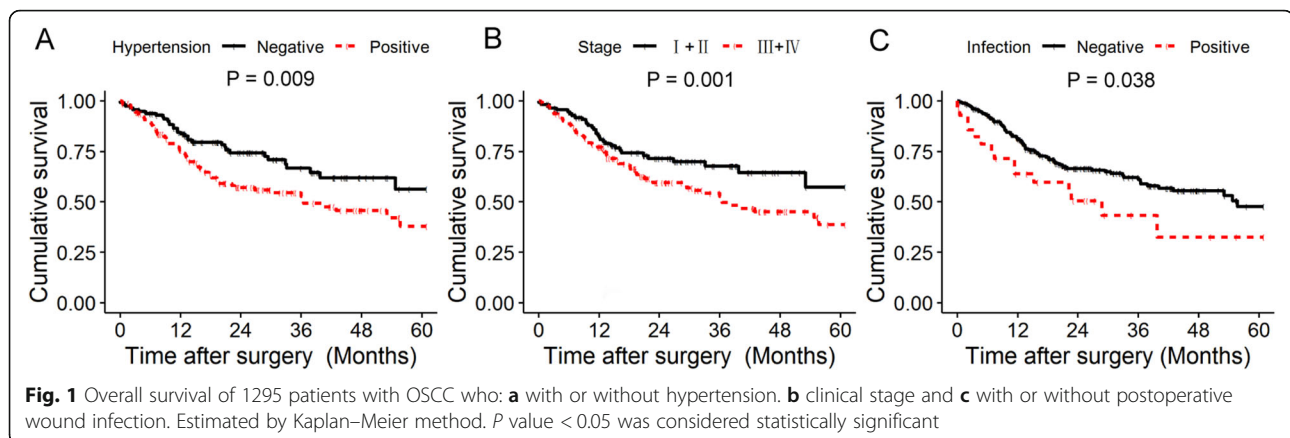 A
Hypertension Negative Positive
P = 0.009
Cumulative survival
1.00
0.75
0.50
0.25
0.00
0 12 24 36 48 60
Time after surgery (Months)
B
Stage Ⅰ+Ⅱ Ⅲ+Ⅳ
P = 0.001
Cumulative survival
1.00
0.75
0.50
0.25
0.00
0 12 24 36 48 60
Time after surgery (Months)
C
Infection Negative Positive
P = 0.038
Cumulative survival
1.00
0.75
0.50
0.25
0.00
0 12 24 36 48 60
Time after surgery (Months)
Fig. 1 Overall survival of 1295 patients with OSCC who: a with or without hypertension. b clinical stage and c with or without postoperative
wound infection. Estimated by Kaplan–Meier method. P value < 0.05 was considered statistically significant